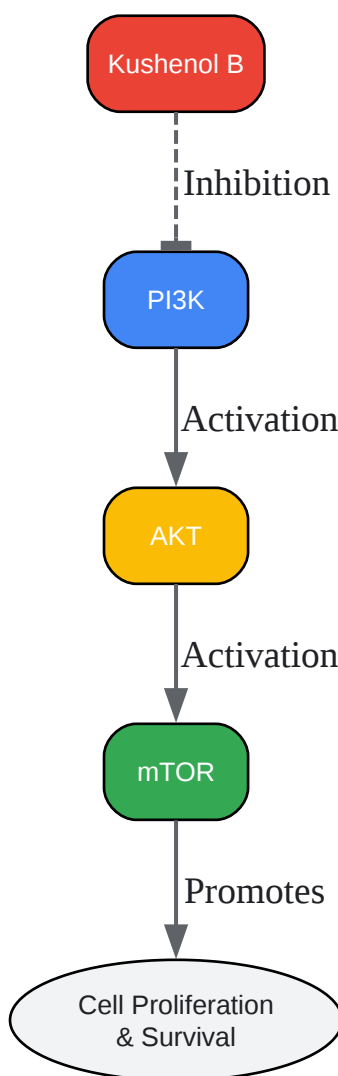 Kushenol B
Inhibition
PI3K
Activation
AKT
Activation
mTOR
Promotes
Cell Proliferation
& Survival